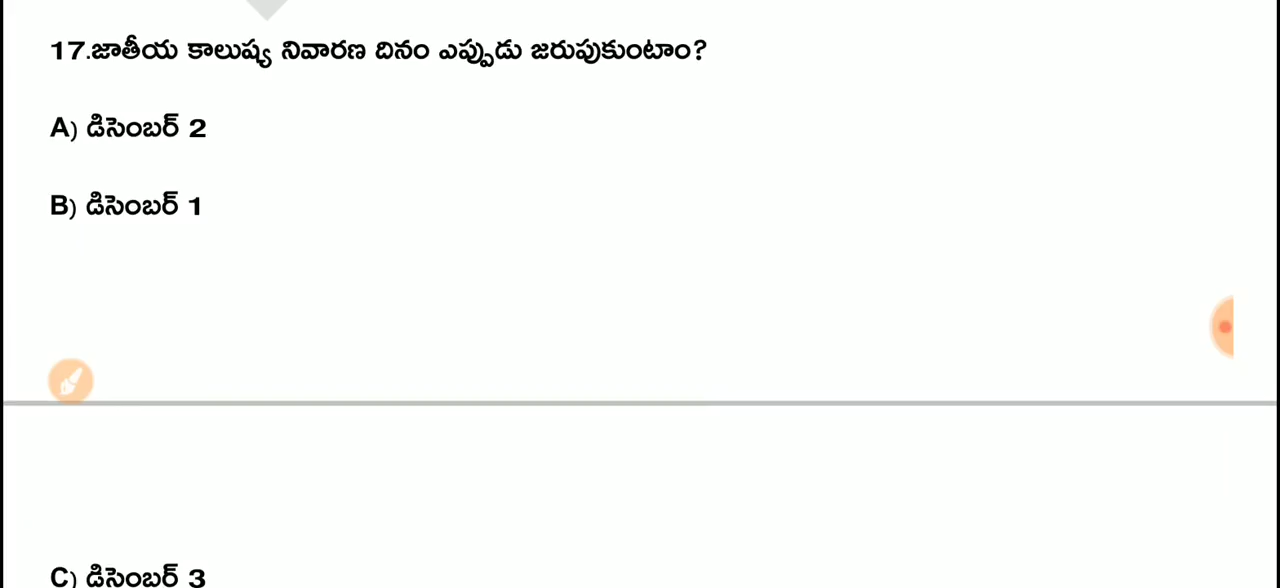 17.జాతీయ కాలుష్య నివారణ దినం ఎప్పుడు జరుపుకుంటాం?
A) డిసెంబర్ 2
B) డిసెంబర్ 1
C) డిసెంబర్ 3